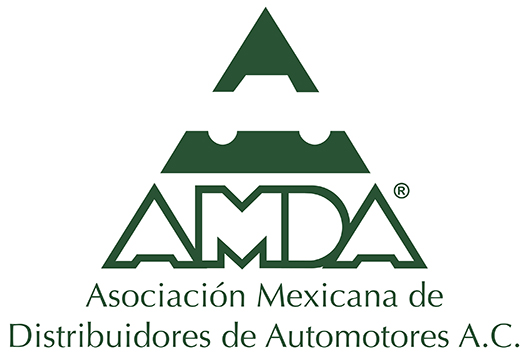 AMDA®
Asociación Mexicana de
Distribuidores de Automotores A.C.